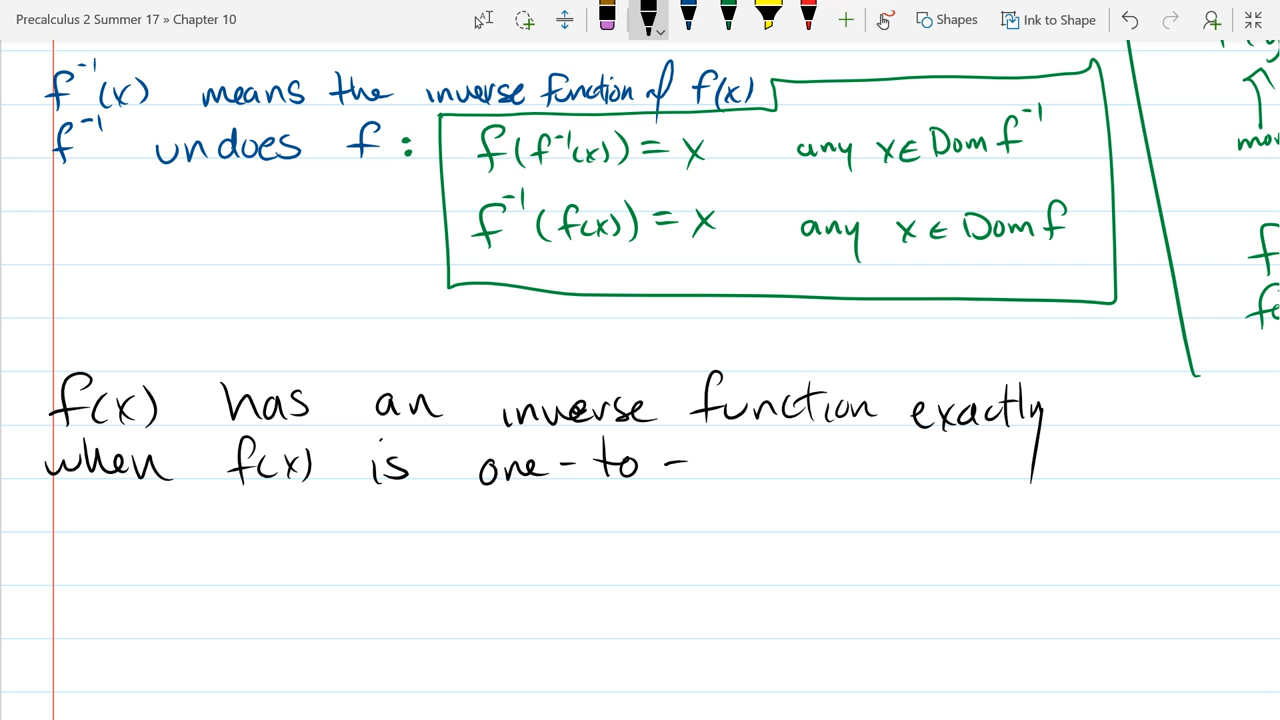 Precalculus 2 Summer 17 » Chapter 10
Shapes
Ink to Shape
f⁻¹(x) means the inverse function of f(x)
f⁻¹ undoes f : f(f⁻¹(x)) = x any x ∈ Dom f⁻¹
f⁻¹(f(x)) = x any x ∈ Dom f
f(x) has an inverse function exactly
when f(x) is one-to-